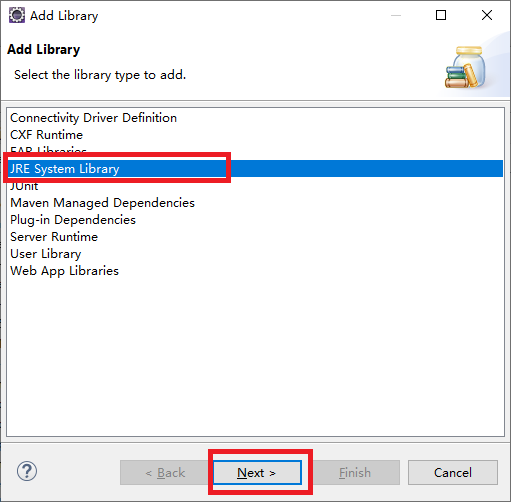 Add Library
Add Library
Select the library type to add.
Connectivity Driver Definition
CXF Runtime
EAR Libraries
JRE System Library
JUnit
Maven Managed Dependencies
Plug-in Dependencies
Server Runtime
User Library
Web App Libraries
?
< Back
Next >
Finish
Cancel